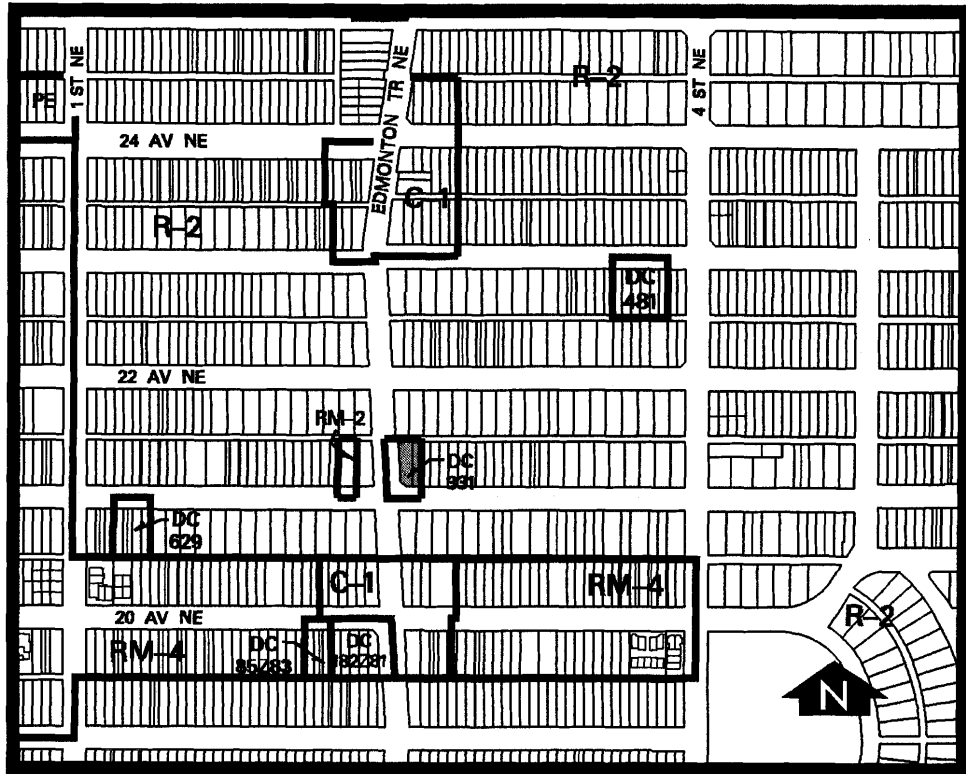 1 ST NE
EDMONTON TR NE
4 ST NE
R-2
PE
24 AV NE
C-1
R-2
DC
481
22 AV NE
RM-2
DC
331
DC
629
C-1
RM-4
20 AV NE
R-2
RM-4
DC
85Z83
DC
182Z81
N